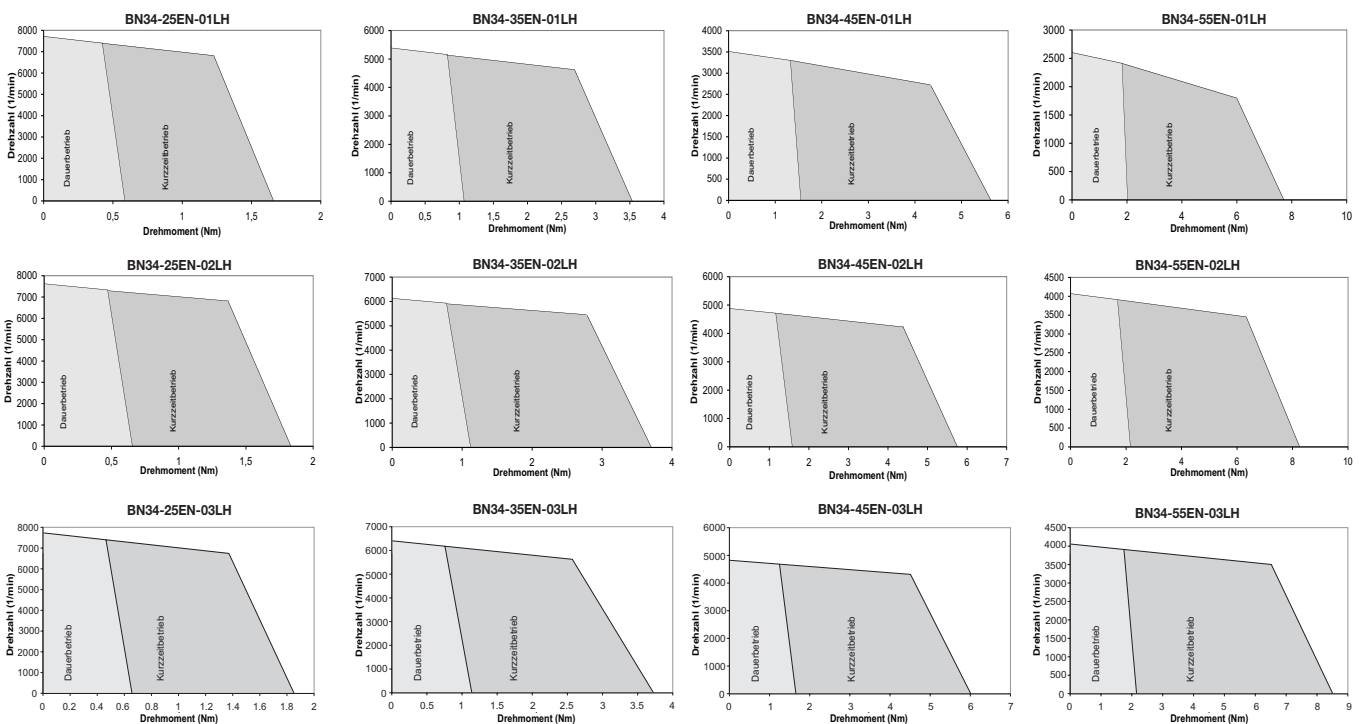 BN34-25EN-01LH
8000
7000
6000
5000
4000
3000
2000
1000
0
Drehzahl (1/min)
Dauerbetrieb
Kurzzeitbetrieb
0 0,5 1 1,5 2
Drehmoment (Nm)
BN34-35EN-01LH
6000
5000
4000
3000
2000
1000
0
Drehzahl (1/min)
Dauerbetrieb
Kurzzeitbetrieb
0 0,5 1 1,5 2 2,5 3 3,5 4
Drehmoment (Nm)
BN34-45EN-01LH
4000
3500
3000
2500
2000
1500
1000
500
0
Drehzahl (1/min)
Dauerbetrieb
Kurzzeitbetrieb
0 1 2 3 4 5 6
Drehmoment (Nm)
BN34-55EN-01LH
3000
2500
2000
1500
1000
500
0
Drehzahl (1/min)
Dauerbetrieb
Kurzzeitbetrieb
0 2 4 6 8 10
Drehmoment (Nm)
BN34-25EN-02LH
8000
7000
6000
5000
4000
3000
2000
1000
0
Drehzahl (1/min)
Dauerbetrieb
Kurzzeitbetrieb
0 0,5 1 1,5 2
Drehmoment (Nm)
BN34-35EN-02LH
7000
6000
5000
4000
3000
2000
1000
0
Drehzahl (1/min)
Dauerbetrieb
Kurzzeitbetrieb
0 1 2 3 4
Drehmoment (Nm)
BN34-45EN-02LH
6000
5000
4000
3000
2000
1000
0
Drehzahl (1/min)
Dauerbetrieb
Kurzzeitbetrieb
0 1 2 3 4 5 6 7
Drehmoment (Nm)
BN34-55EN-02LH
4500
4000
3500
3000
2500
2000
1500
1000
500
0
Drehzahl (1/min)
Dauerbetrieb
Kurzzeitbetrieb
0 2 4 6 8 10
Drehmoment (Nm)
BN34-25EN-03LH
8000
7000
6000
5000
4000
3000
2000
1000
0
Drehzahl (1/min)
Dauerbetrieb
Kurzzeitbetrieb
0 0.2 0.4 0.6 0.8 1 1.2 1.4 1.6 1.8 2
Drehmoment (Nm)
BN34-35EN-03LH
7000
6000
5000
4000
3000
2000
1000
0
Drehzahl (1/min)
Dauerbetrieb
Kurzzeitbetrieb
0 0.5 1 1.5 2 2.5 3 3.5 4
Drehmoment (Nm)
BN34-45EN-03LH
6000
5000
4000
3000
2000
1000
0
Drehzahl (1/min)
Dauerbetrieb
Kurzzeitbetrieb
0 1 2 3 4 5 6 7
Drehmoment (Nm)
BN34-55EN-03LH
4500
4000
3500
3000
2500
2000
1500
1000
500
0
Drehzahl (1/min)
Dauerbetrieb
Kurzzeitbetrieb
0 1 2 3 4 5 6 7 8 9
Drehmoment (Nm)